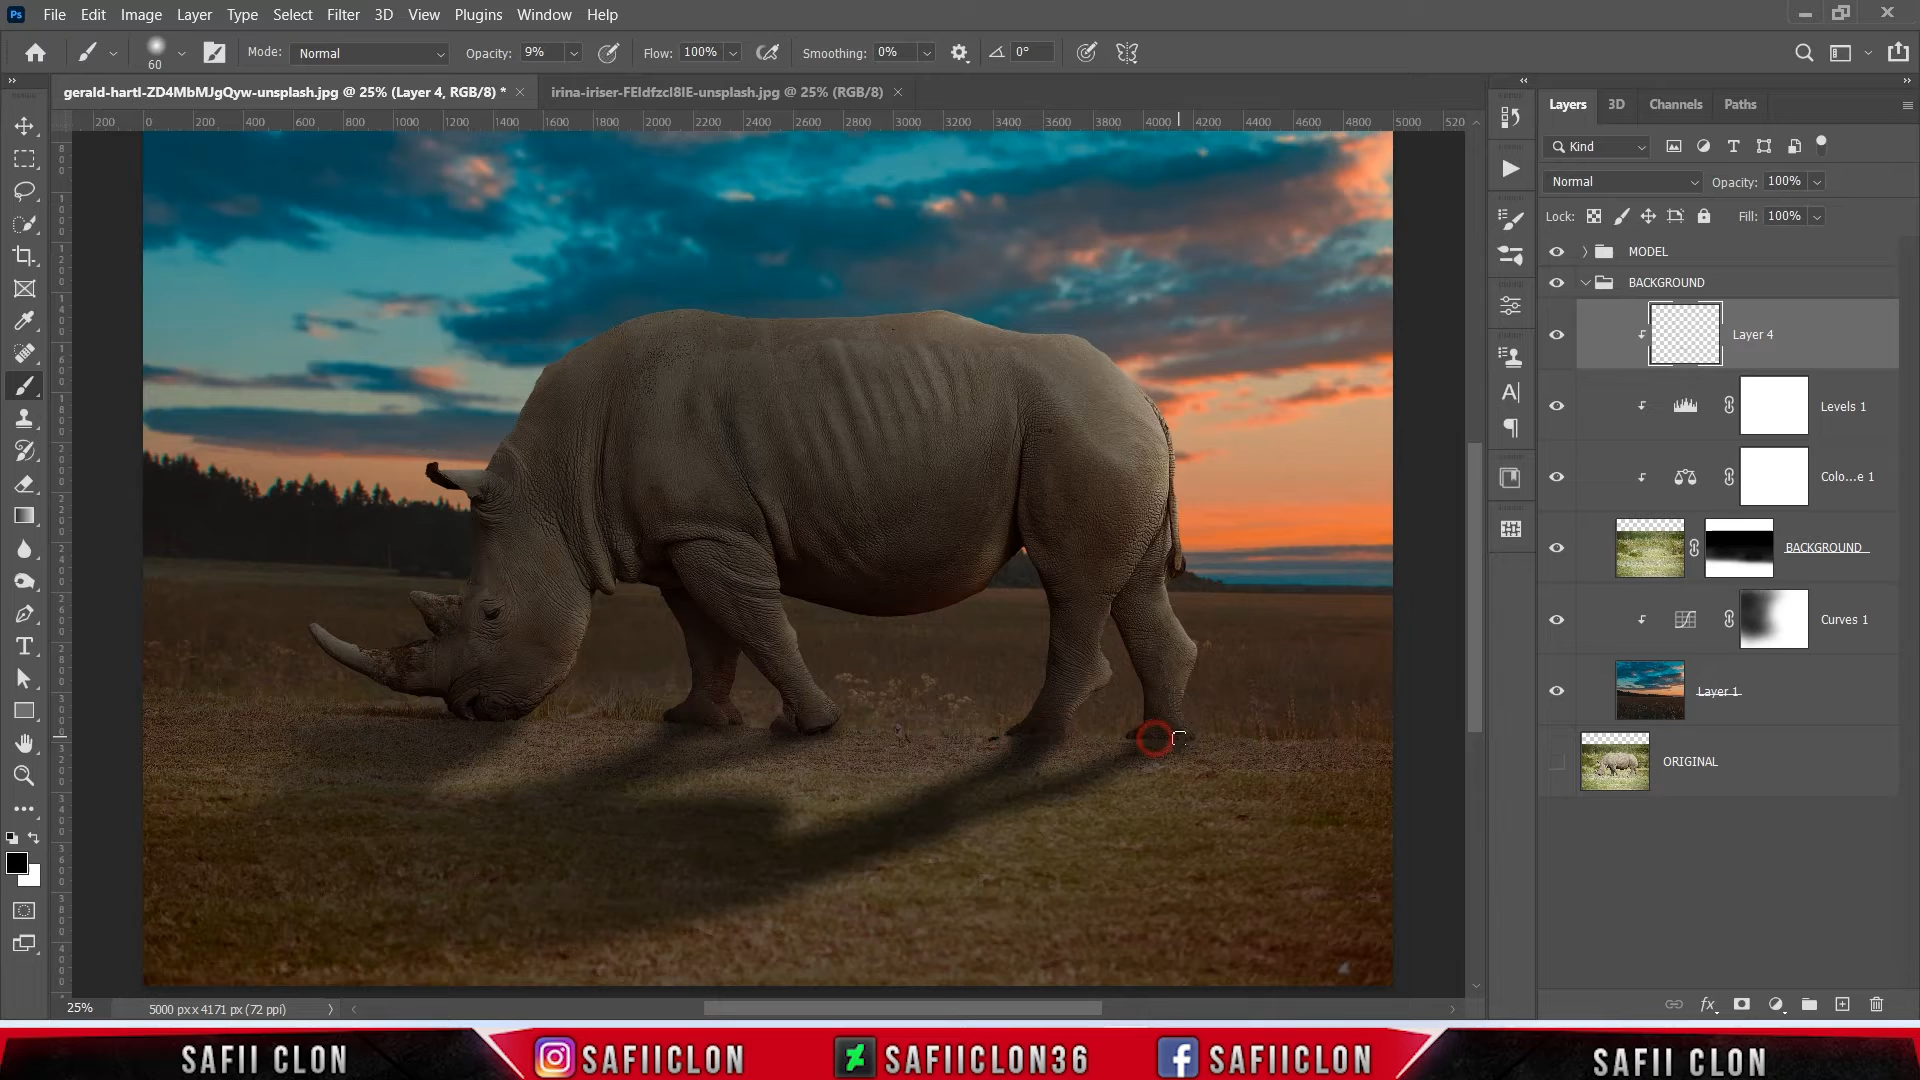 Ps File Edit Image Layer Type Select Filter 3D View Plugins Window Help
60 Mode: Normal Opacity: 9% Flow: 100% Smoothing: 0% 0°
gerald-hartl-ZD4MbMJgQyw-unsplash.jpg @ 25% (Layer 4, RGB/8) *
irina-iriser-FEIdfzcI8IE-unsplash.jpg @ 25% (RGB/8)
200 0 200 400 600 800 1000 1200 1400 1600 1800 2000 2200 2400 2600 2800 3000 3200 3400 3600 3800 4000 4200 4400 4600 4800 5000 520
Layers 3D Channels Paths
Kind
Normal Opacity: 100%
Lock: Fill: 100%
MODEL
BACKGROUND
Layer 4
Levels 1
Colo...e 1
BACKGROUND
Curves 1
Layer 1
ORIGINAL
25% 5000 px x 4171 px (72 ppi)
SAFII CLON SAFIICLON SAFIICLON36 SAFIICLON SAFII CLON